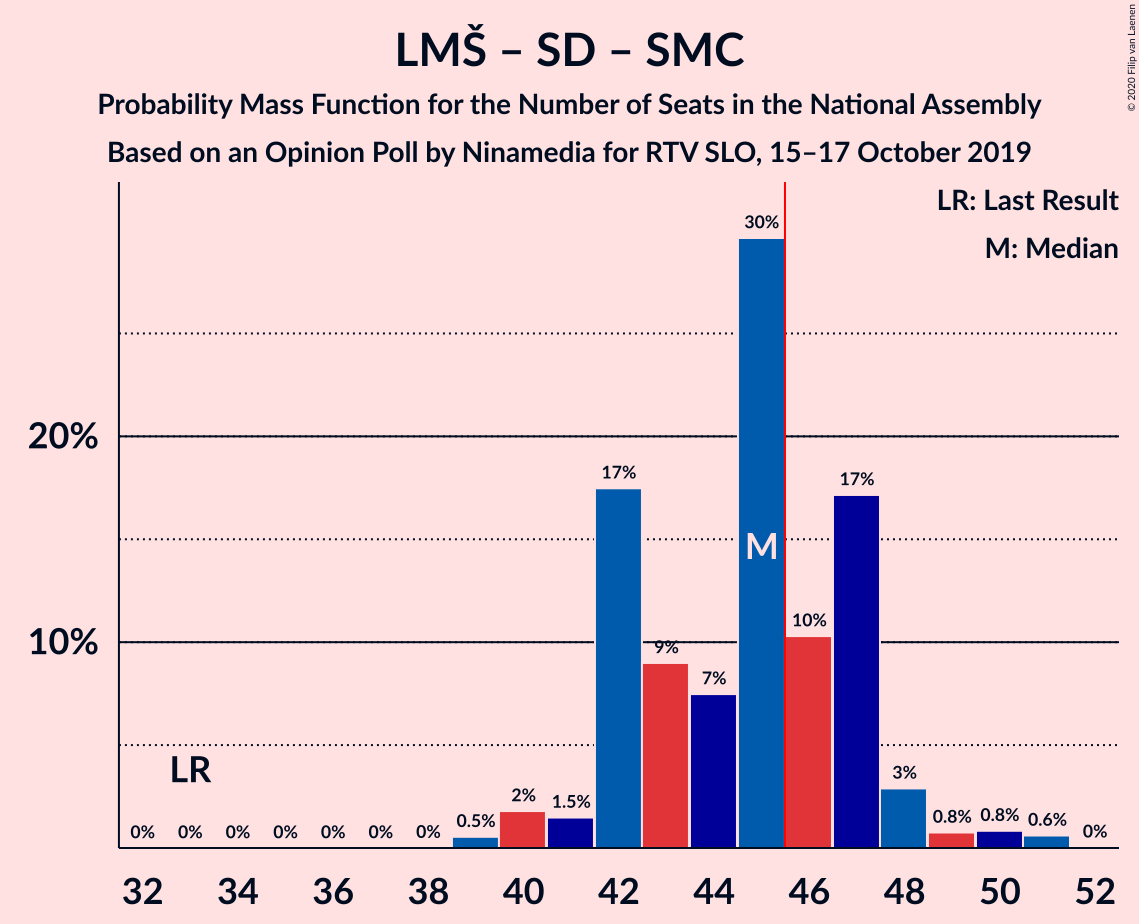 LMŠ – SD – SMC
Probability Mass Function for the Number of Seats in the National Assembly
Based on an Opinion Poll by Ninamedia for RTV SLO, 15–17 October 2019
© 2020 Filip van Laenen
LR: Last Result
M: Median
20%
10%
0% 0% 0% 0% 0% 0% 0% 0.5% 2% 1.5% 17% 9% 7% 30% 10% 17% 3% 0.8% 0.8% 0.6% 0%
LR
M
32 34 36 38 40 42 44 46 48 50 52